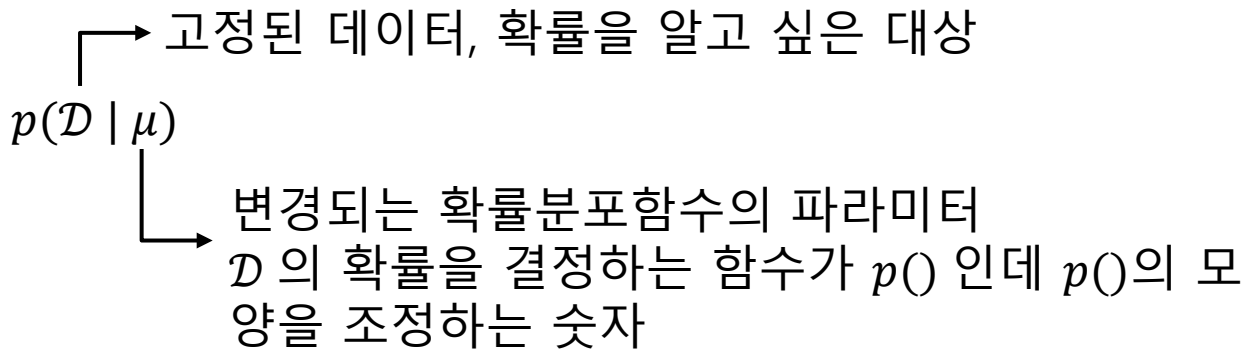 고정된 데이터, 확률을 알고 싶은 대상
𝑝(𝒟 | 𝜇)
변경되는 확률분포함수의 파라미터
𝒟 의 확률을 결정하는 함수가 𝑝() 인데 𝑝()의 모
양을 조정하는 숫자